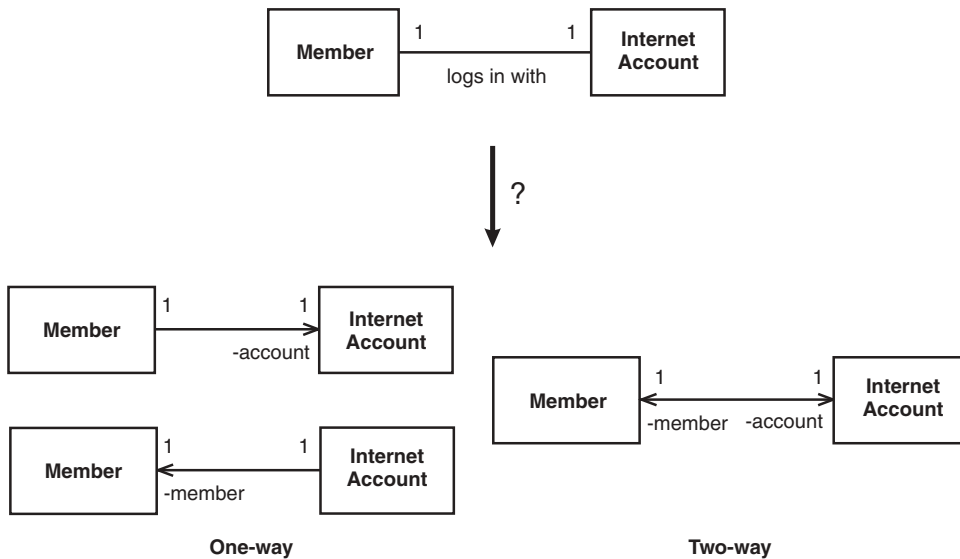 1 1
Member
Internet
Account
logs in with
?
1 1
Member
Internet
Account
-account
1 1
Member
Internet
Account
-member
One-way
1 1
Member
Internet
Account
-member -account
Two-way